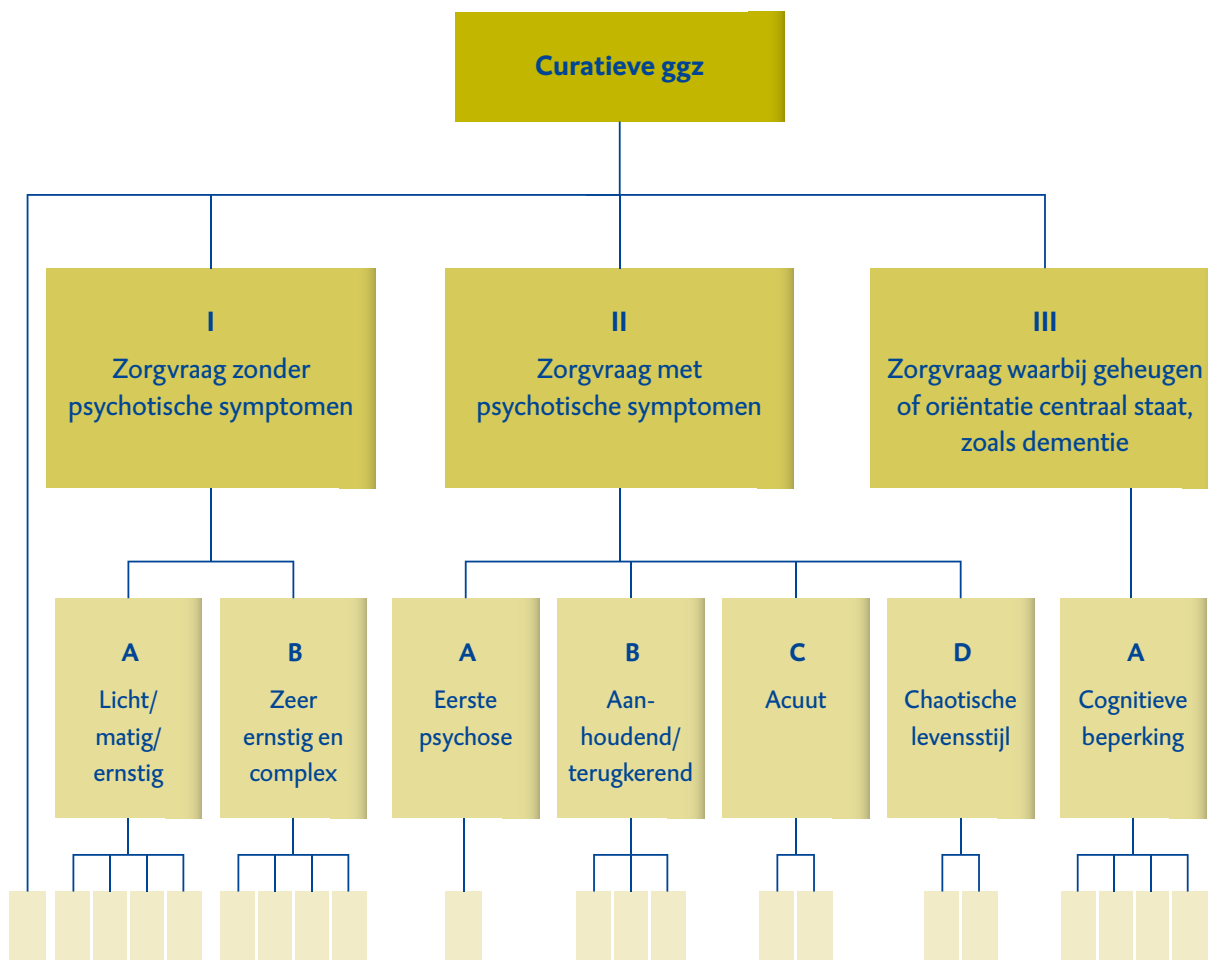 Curatieve ggz
I
Zorgvraag zonder
psychotische symptomen
II
Zorgvraag met
psychotische symptomen
III
Zorgvraag waarbij geheugen
of oriëntatie centraal staat,
zoals dementie
A
Licht/
matig/
ernstig
B
Zeer
ernstig en
complex
A
Eerste
psychose
B
Aan-
houdend/
terugkerend
C
Acuut
D
Chaotische
levensstijl
A
Cognitieve
beperking